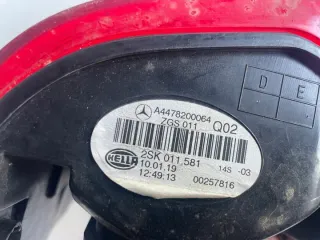 D E
A4478200064
ZGS 011 Q02
HELLA
2SK 011.581 14S -03
10.01.19
12:49:13 00257816